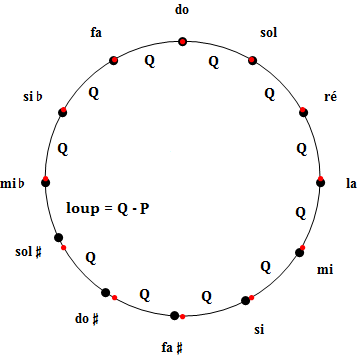 do
fa
sol
Q
Q
si ♭
Q
Q
ré
Q
Q
mi ♭
la
loup = Q - P
Q
sol ♯
Q
Q
mi
Q
Q
do ♯
si
fa ♯